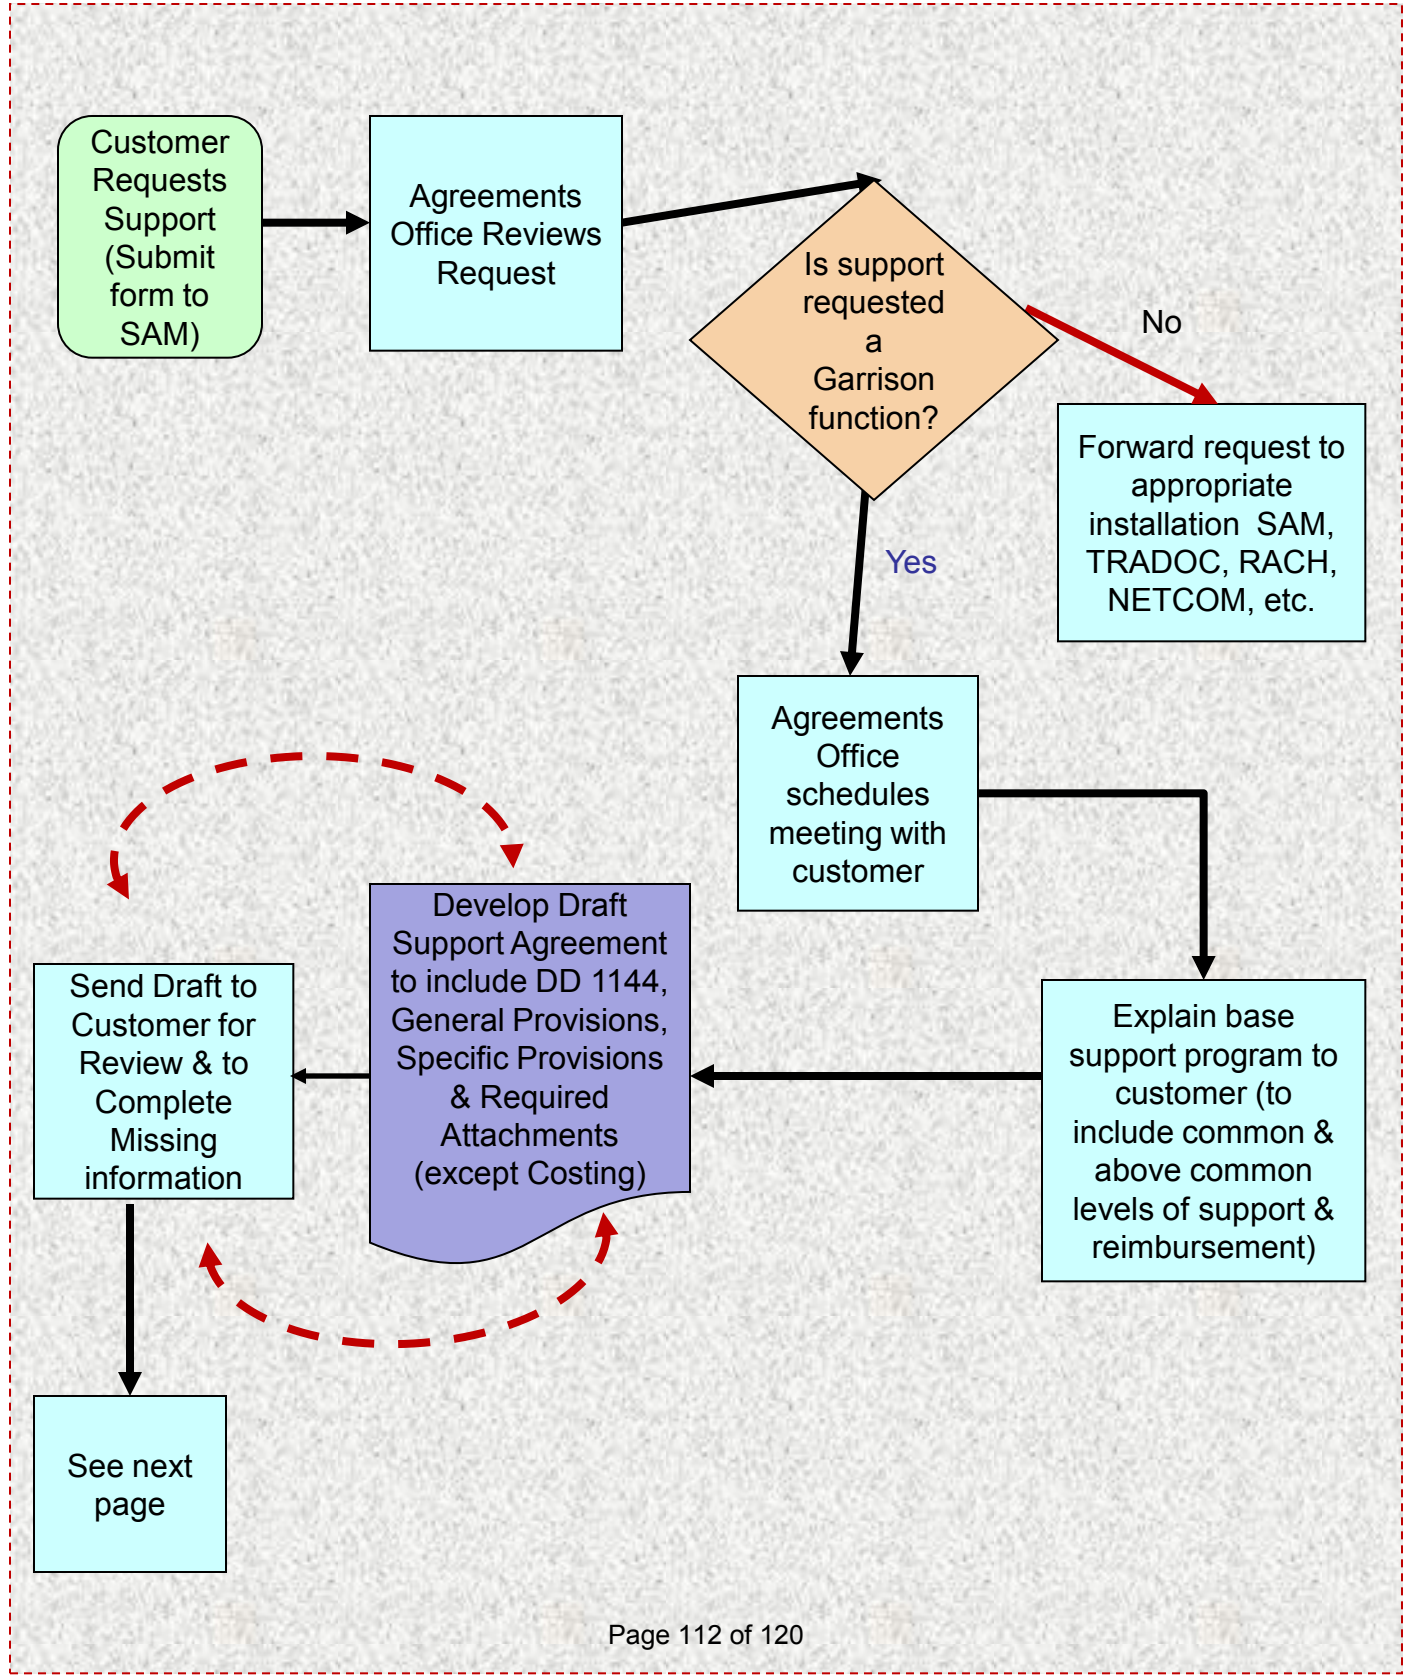 Customer
Requests
Support
(Submit
form to
SAM)
Agreements
Office Reviews
Request
Is support
requested
a
Garrison
function?
No
Forward request to
appropriate
installation  SAM,
TRADOC, RACH,
NETCOM, etc.
Yes
Agreements
Office
schedules
meeting with
customer
Explain base
support program to
customer (to
include common &
above common
levels of support &
reimbursement)
Develop Draft
Support Agreement
to include DD 1144,
General Provisions,
Specific Provisions
& Required
Attachments
(except Costing)
Send Draft to
Customer for
Review & to
Complete
Missing
information
See next
page
Page 112 of 120